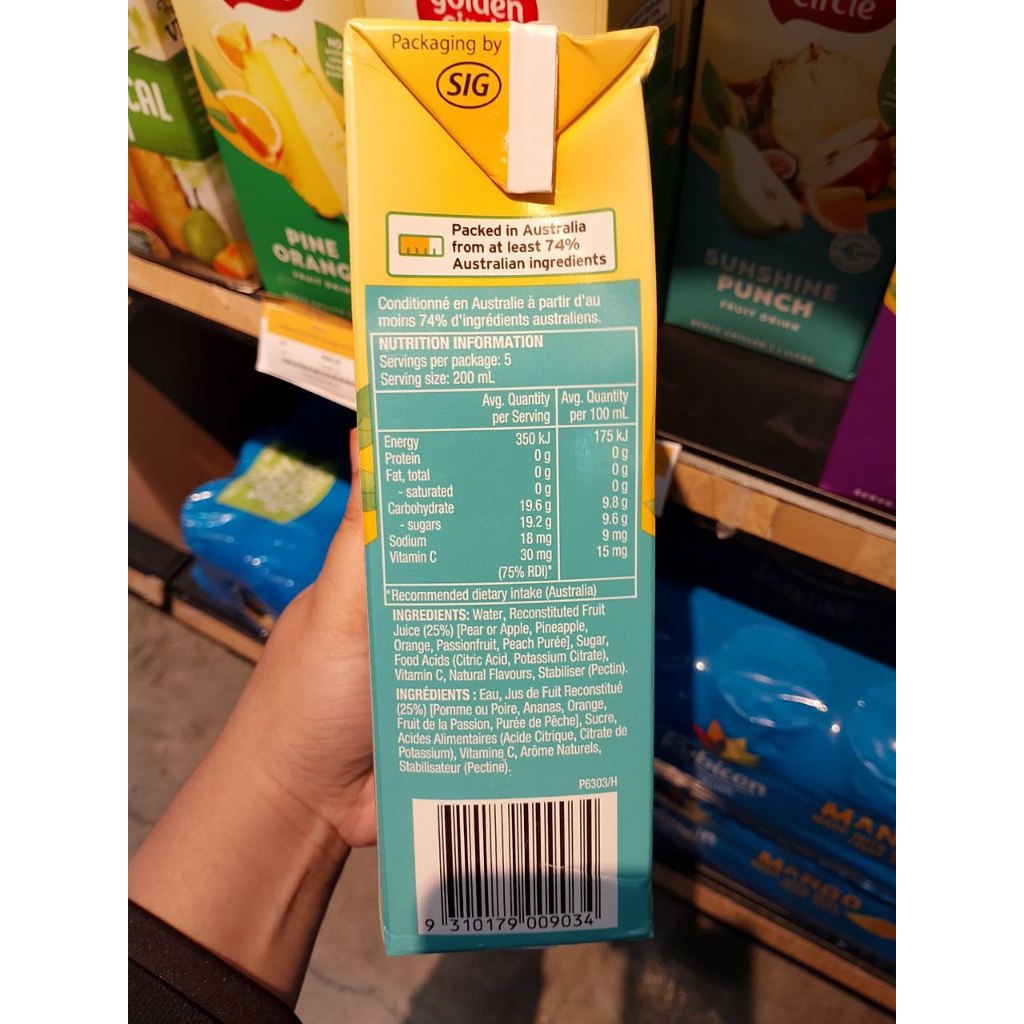 golden
circle
CAL
PINE
ORANG
FRUIT DRINK
SUNSHINE
PUNCH
FRUIT DRINK
Packaging by
SIG
Packed in Australia
from at least 74%
Australian ingredients
Conditionné en Australie à partir d'au
moins 74% d'ingrédients australiens.
NUTRITION INFORMATION
Servings per package: 5
Serving size: 200 mL
Avg. Quantity per Serving Avg. Quantity per 100 mL
Energy 350 kJ 175 kJ
Protein 0 g 0 g
Fat, total 0 g 0 g
- saturated 0 g 0 g
Carbohydrate 19.6 g 9.8 g
- sugars 19.2 g 9.6 g
Sodium 18 mg 9 mg
Vitamin C 30 mg 15 mg
(75% RDI)*
*Recommended dietary intake (Australia)
INGREDIENTS: Water, Reconstituted Fruit
Juice (25%) [Pear or Apple, Pineapple,
Orange, Passionfruit, Peach Purée], Sugar,
Food Acids (Citric Acid, Potassium Citrate),
Vitamin C, Natural Flavours, Stabiliser (Pectin).
INGRÉDIENTS : Eau, Jus de Fuit Reconstitué
(25%) [Pomme ou Poire, Ananas, Orange,
Fruit de la Passion, Purée de Pêche], Sucre,
Acides Alimentaires (Acide Citrique, Citrate de
Potassium), Vitamine C, Arôme Naturels,
Stabilisateur (Pectine).
P6303/H
9 310179 009034
MAN
MANGO